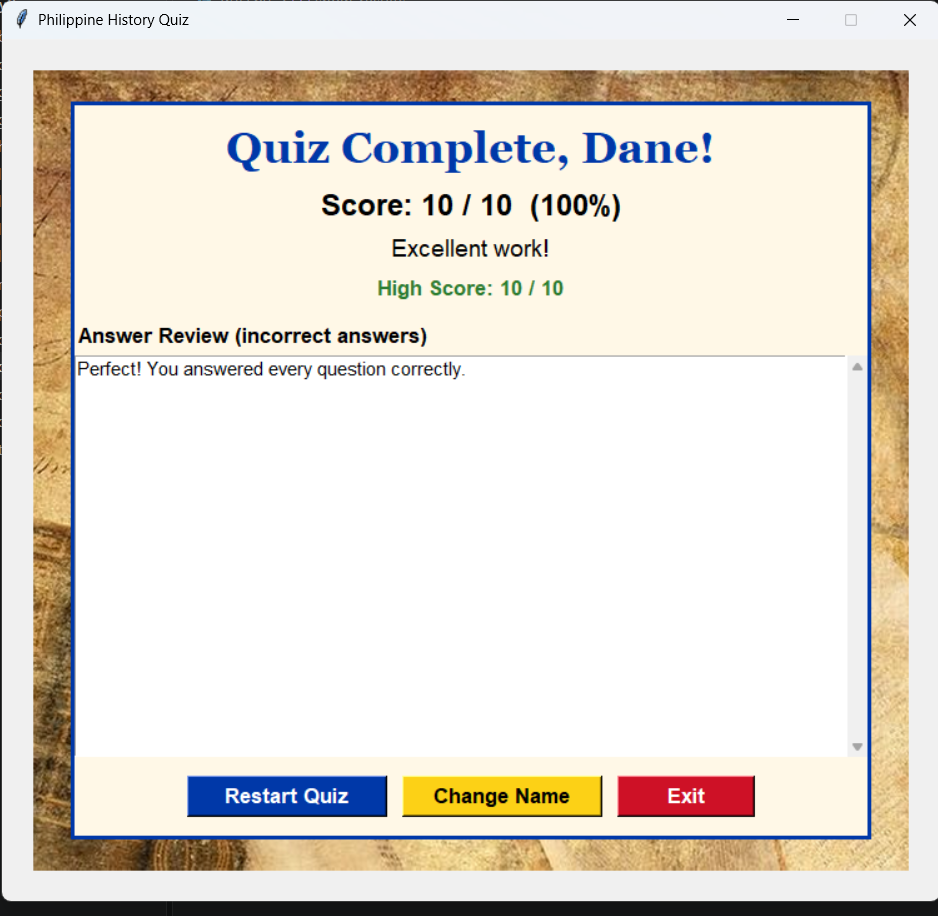 Philippine History Quiz
Quiz Complete, Dane!
Score: 10 / 10 (100%)
Excellent work!
High Score: 10 / 10
Answer Review (incorrect answers)
Perfect! You answered every question correctly.
Restart Quiz Change Name Exit